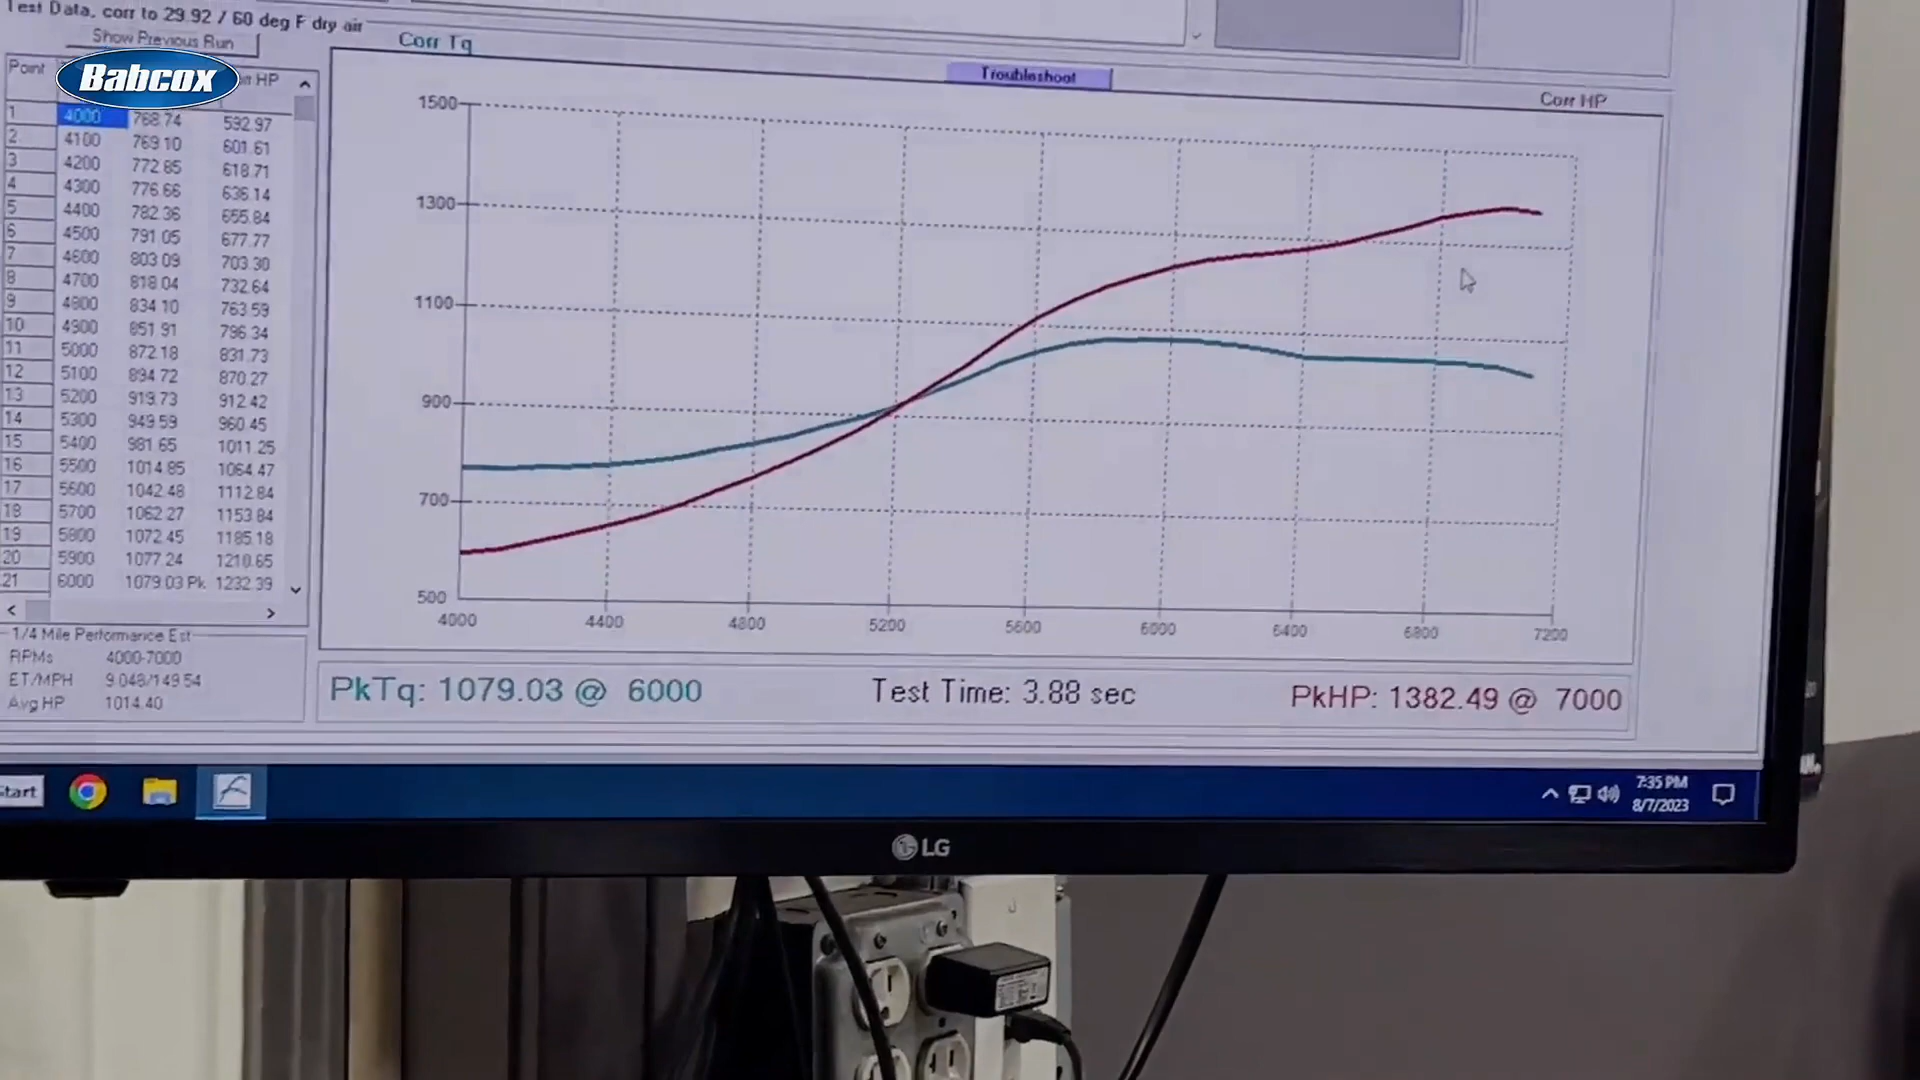 Test Data, corr to 29.92 / 60 deg F dry air
Show Previous Run
Corr Tq
Babcox
Point HP
Troubleshoot
Corr HP
1 4000 768.74 592.97
2 4100 769.10 601.61
3 4200 772.85 618.71
4 4300 776.66 636.14
5 4400 782.36 655.84
6 4500 791.05 677.77
7 4600 803.09 703.30
8 4700 818.04 732.64
9 4800 834.10 763.59
10 4900 851.91 796.34
11 5000 872.18 831.73
12 5100 894.72 870.27
13 5200 919.73 912.42
14 5300 949.59 960.45
15 5400 981.65 1011.25
16 5500 1014.85 1064.47
17 5600 1042.48 1112.84
18 5700 1062.27 1153.84
19 5800 1072.45 1185.18
20 5900 1077.24 1210.65
21 6000 1079.03 Pk 1232.39
1500
1300
1100
900
700
500
4000 4400 4800 5200 5600 6000 6400 6800 7200
1/4 Mile Performance Est
RPMs 4000-7000
ET/MPH 9.048/149.54
Avg HP 1014.40
PkTq: 1079.03 @ 6000
Test Time: 3.88 sec
PkHP: 1382.49 @ 7000
Start
7:35 PM
8/7/2023
LG